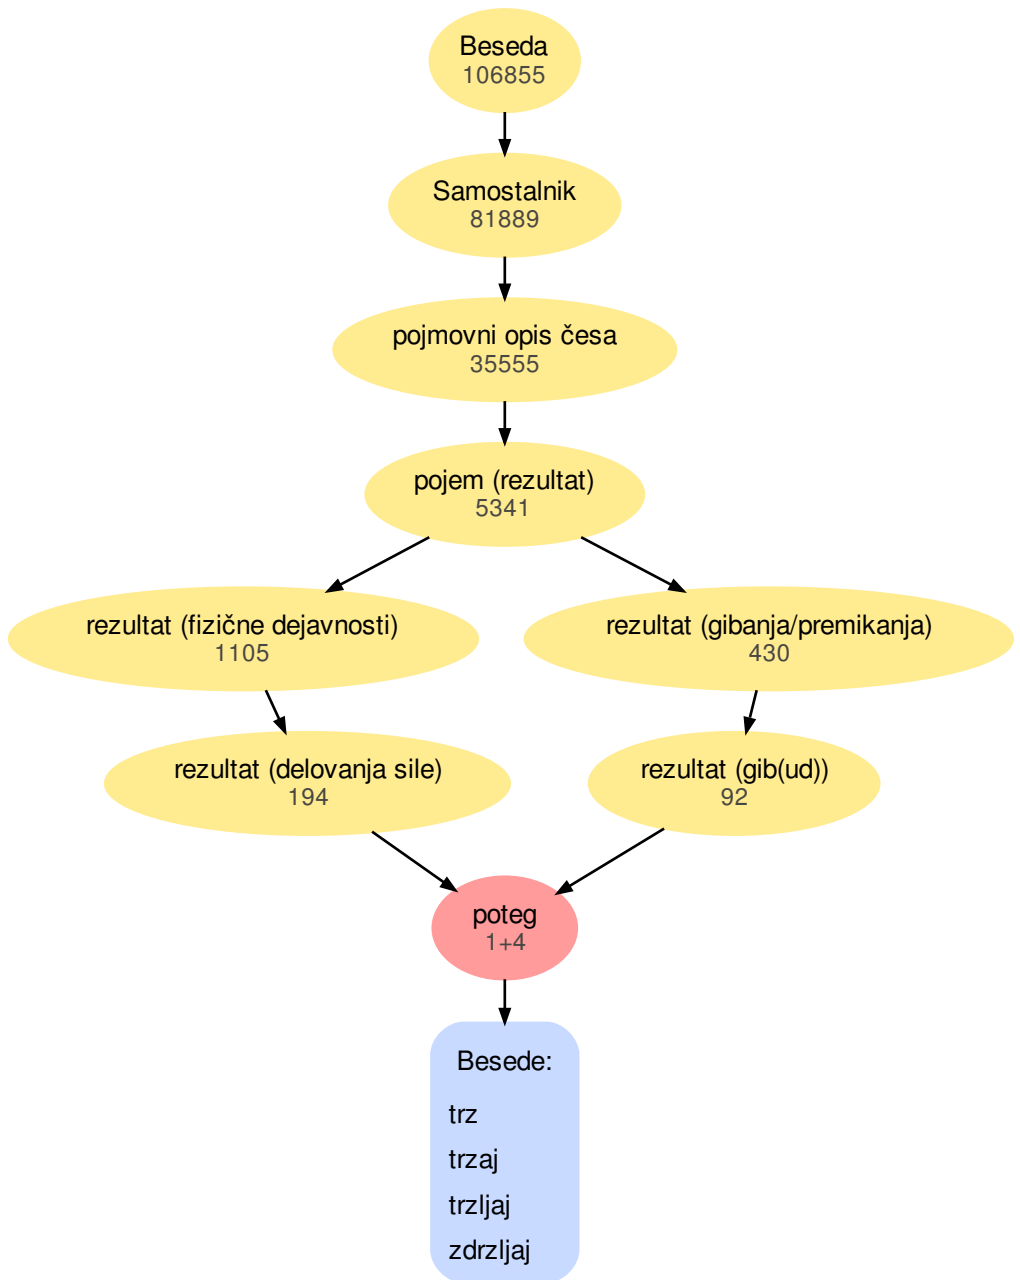 Beseda
106855
Samostalnik
81889
pojmovni opis česa
35555
pojem (rezultat)
5341
rezultat (fizične dejavnosti)
1105
rezultat (gibanja/premikanja)
430
rezultat (delovanja sile)
194
rezultat (gib(ud))
92
poteg
1+4
Besede:
trz
trzaj
trzljaj
zdrzljaj